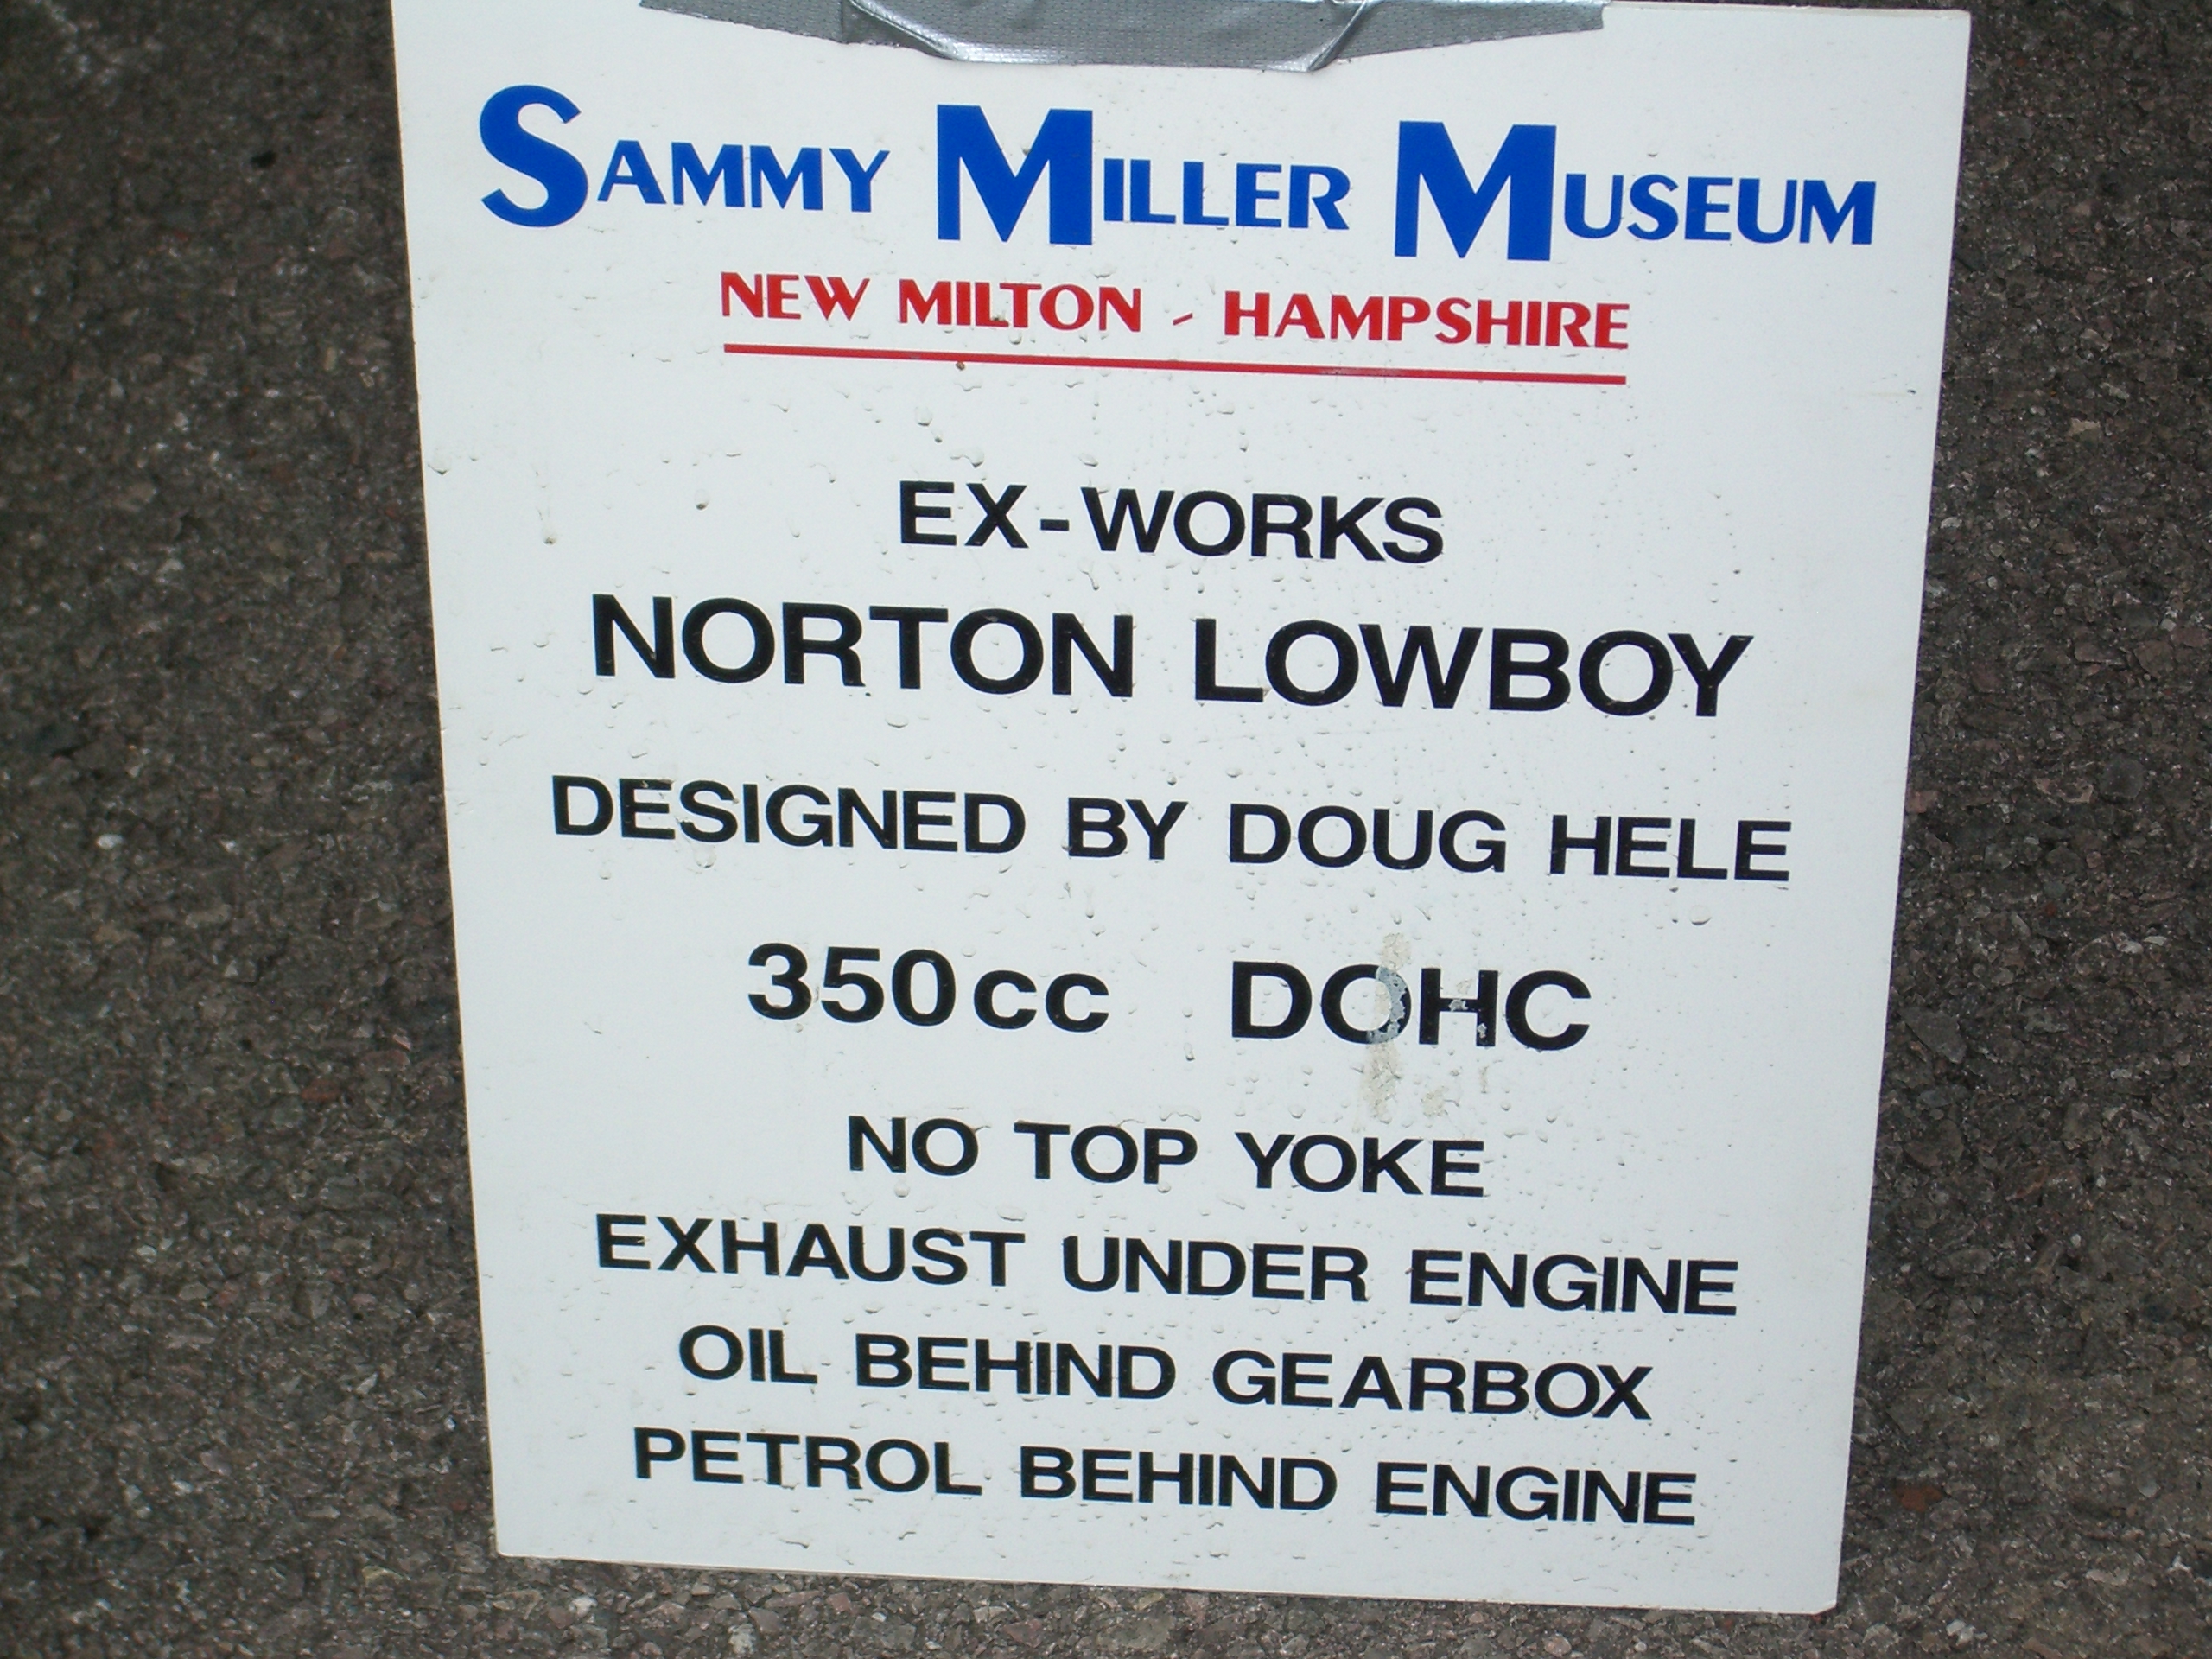 SAMMY MILLER MUSEUM
NEW MILTON - HAMPSHIRE
EX-WORKS
NORTON LOWBOY
DESIGNED BY DOUG HELE
350cc DOHC
NO TOP YOKE
EXHAUST UNDER ENGINE
OIL BEHIND GEARBOX
PETROL BEHIND ENGINE